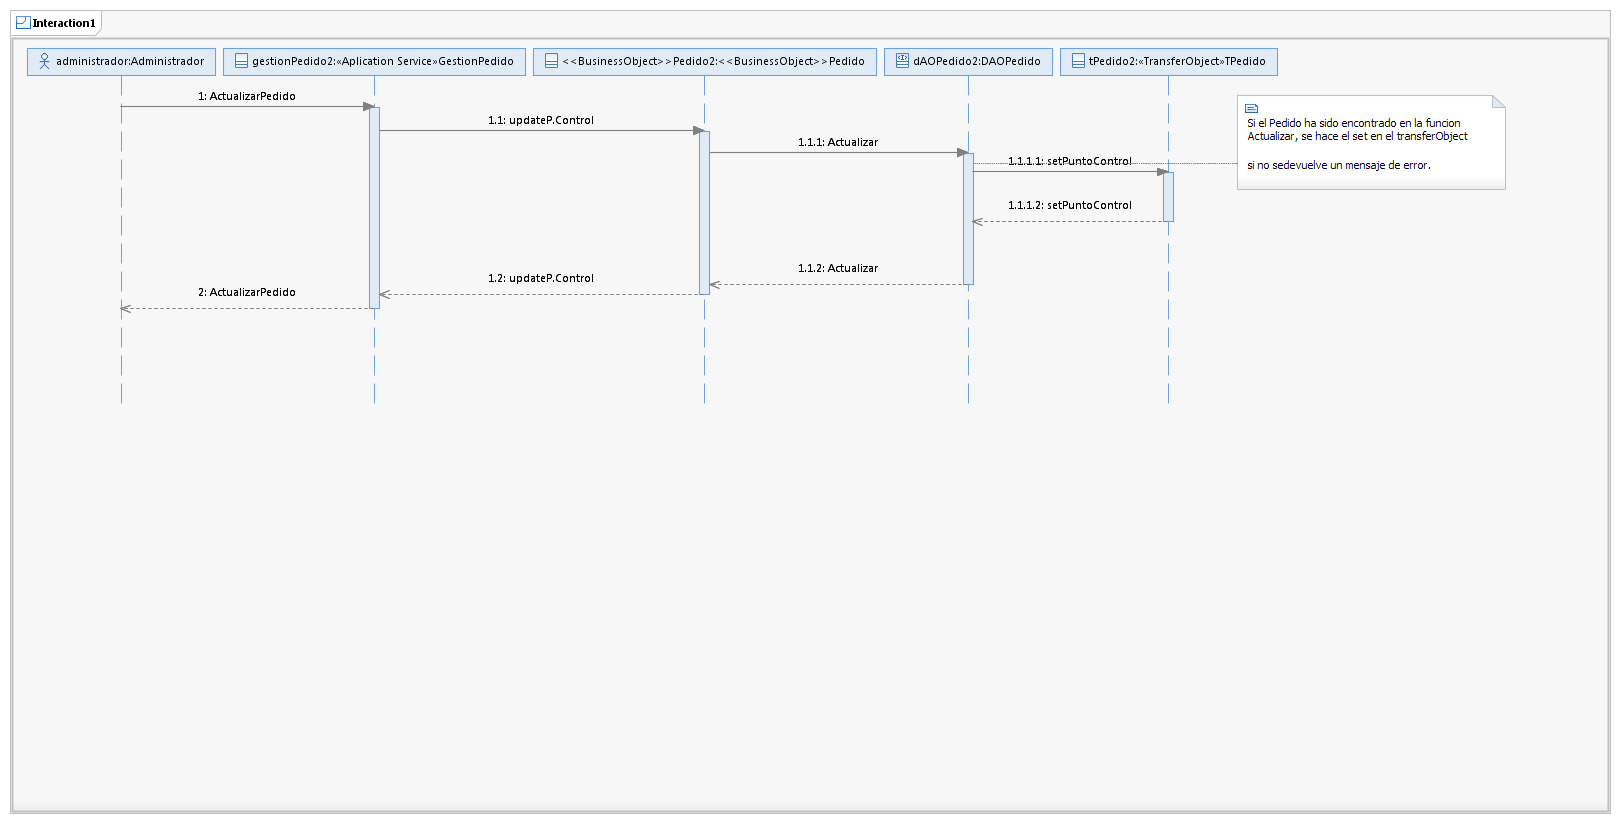 Interaction1
administrador:Administrador
gestionPedido2:«Aplication Service»GestionPedido
<<BusinessObject>>Pedido2:<<BusinessObject>>Pedido
dAOPedido2:DAOPedido
tPedido2:«TransferObject»TPedido
1: ActualizarPedido
1.1: updateP.Control
1.1.1: Actualizar
1.1.1.1: setPuntoControl
Si el Pedido ha sido encontrado en la funcion
Actualizar, se hace el set en el transferObject
si no sedevuelve un mensaje de error.
1.1.1.2: setPuntoControl
1.1.2: Actualizar
1.2: updateP.Control
2: ActualizarPedido